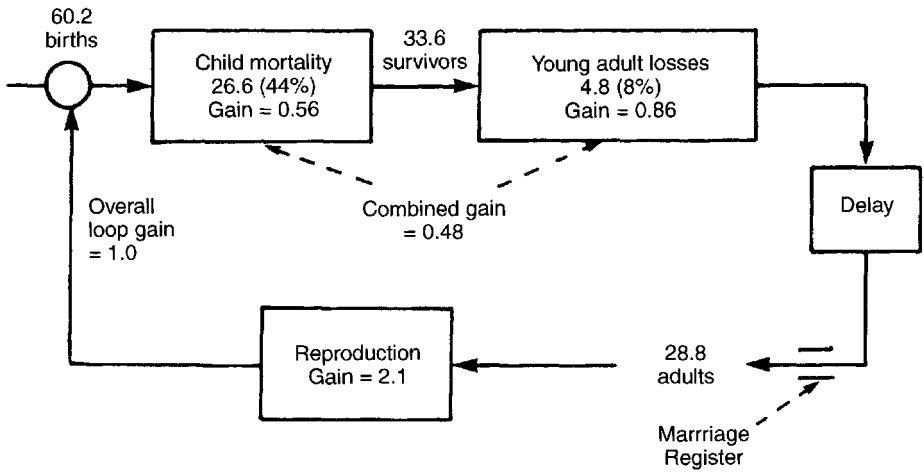 60.2
births
Child mortality
26.6 (44%)
Gain = 0.56
33.6
survivors
Young adult losses
4.8 (8%)
Gain = 0.86
Delay
Overall
loop gain
= 1.0
Combined gain
= 0.48
Reproduction
Gain = 2.1
28.8
adults
Marrriage
Register